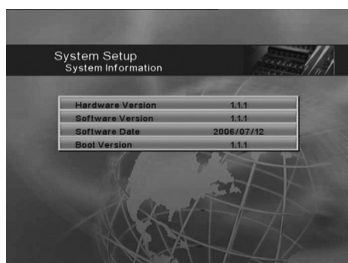 System Setup
System Information
Hardware Version 1.1.1
Software Version 1.1.1
Software Date 2006/07/12
Boot Version 1.1.1